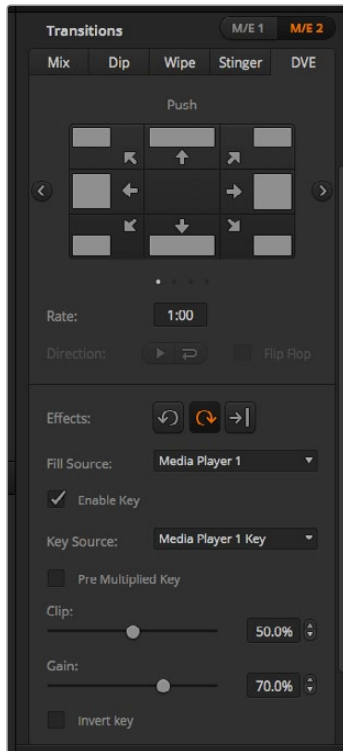 Transitions M/E 1 M/E 2
Mix Dip Wipe Stinger DVE
Push
Rate: 1:00
Direction: Flip Flop
Effects:
Fill Source: Media Player 1
Enable Key
Key Source: Media Player 1 Key
Pre Multiplied Key
Clip:
50.0%
Gain:
70.0%
Invert key